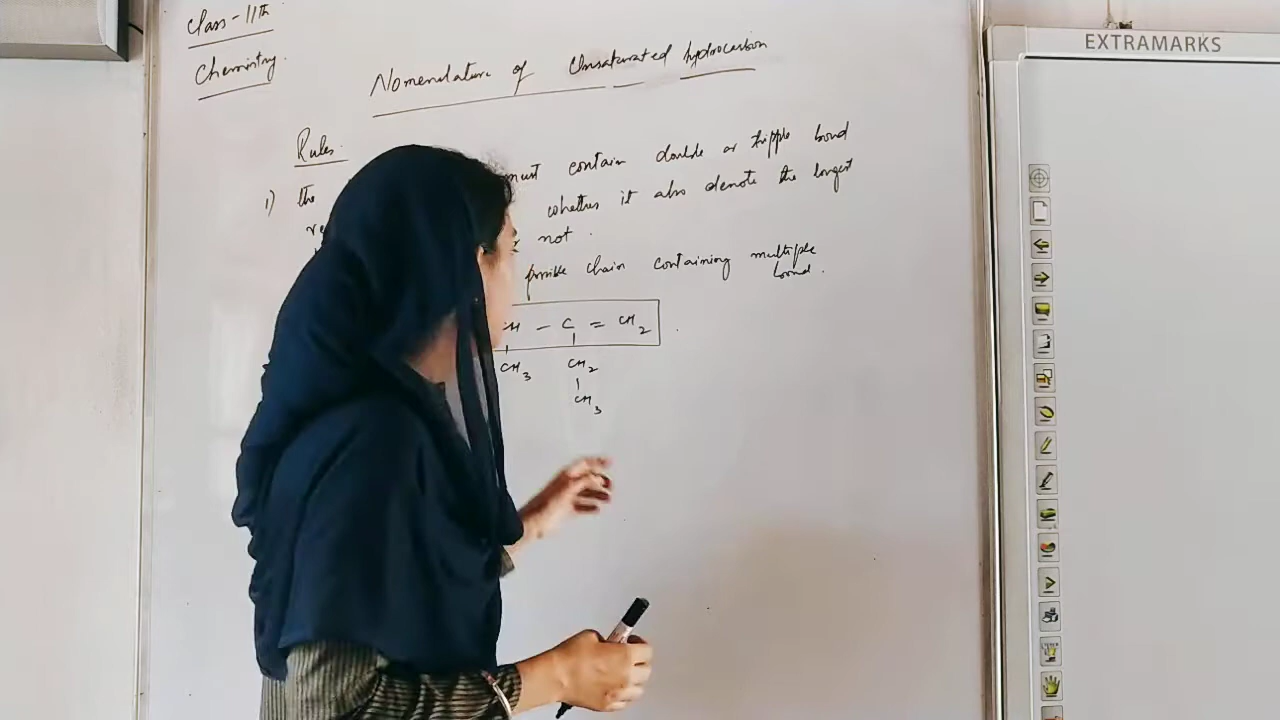 Class-11th
Chemistry.
Nomenclature of Unsaturated hydrocarbon
Rules.
1) the must contain double or tripple bond
whether it also denote the longest
not.
possible chain containing multiple
bond.
CH - C = CH2
CH3 CH2
CH3
EXTRAMARKS